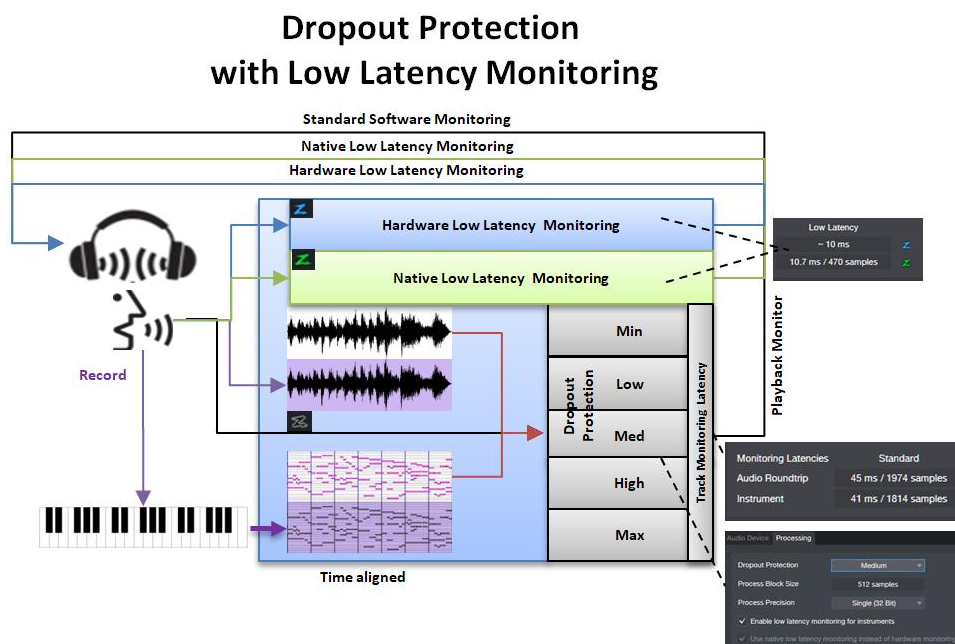 Dropout Protection
with Low Latency Monitoring
Standard Software Monitoring
Native Low Latency Monitoring
Hardware Low Latency Monitoring
Z
Hardware Low Latency Monitoring
Low Latency
~ 10 ms
Z
10.7 ms / 470 samples
Z
Z
Native Low Latency Monitoring
Record
Min
Low
Med
High
Max
Dropout
Protection
Track Monitoring Latency
Playback Monitor
Z
Monitoring Latencies
Standard
Audio Roundtrip
45 ms / 1974 samples
Instrument
41 ms / 1814 samples
Time aligned
Audio Device
Processing
Dropout Protection
Medium
Process Block Size
512 samples
Process Precision
Single (32 Bit)
Enable low latency monitoring for instruments
Use native low latency monitoring instead of hardware monitoring